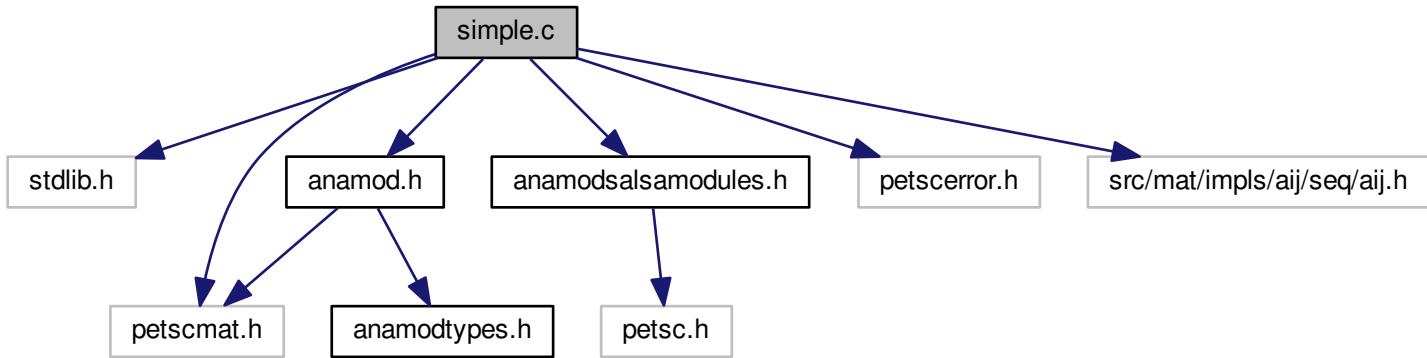 simple.c
stdlib.h
anamod.h
anamodsalsamodules.h
petscerror.h
src/mat/impls/aij/seq/aij.h
petscmat.h
anamodtypes.h
petsc.h